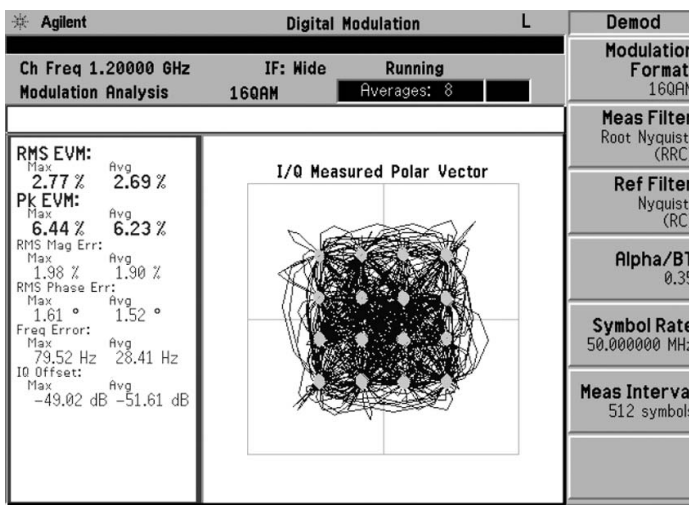 Agilent
Digital Modulation
L
Ch Freq 1.20000 GHz
IF: Wide
Running
Modulation Analysis
16QAM
Averages: 8
RMS EVM:
Max Avg
2.77 % 2.69 %
Pk EVM:
Max Avg
6.44 % 6.23 %
RMS Mag Err:
Max Avg
1.98 % 1.90 %
RMS Phase Err:
Max Avg
1.61 ° 1.52 °
Freq Error:
Max Avg
79.52 Hz 28.41 Hz
IQ Offset:
Max Avg
-49.02 dB -51.61 dB
I/Q Measured Polar Vector
Demod
Modulation
Format
16QAM
Meas Filter
Root Nyquist
(RRC
Ref Filter
Nyquist
(RC
Alpha/BT
0.35
Symbol Rate
50.000000 MHz
Meas Interva
512 symbols